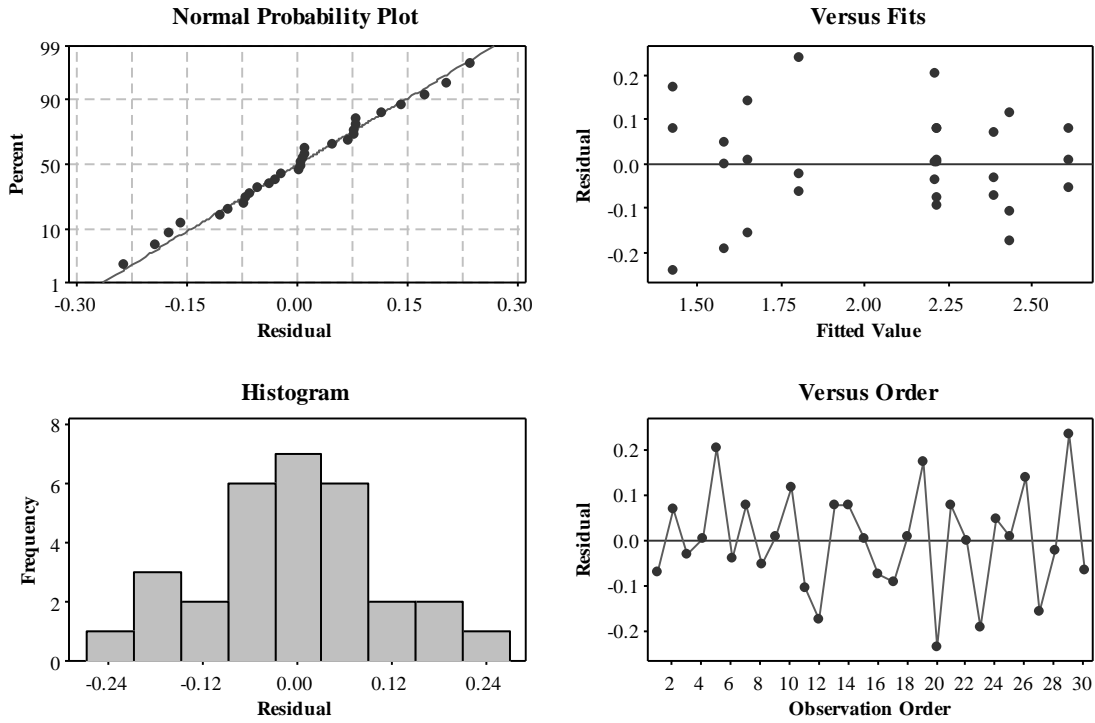 Normal Probability Plot
99
90
50
10
1
Percent
-0.30 -0.15 0.00 0.15 0.30
Residual
Versus Fits
0.2
0.1
0.0
-0.1
-0.2
Residual
1.50 1.75 2.00 2.25 2.50
Fitted Value
Histogram
8
6
4
2
0
Frequency
-0.24 -0.12 0.00 0.12 0.24
Residual
Versus Order
0.2
0.1
0.0
-0.1
-0.2
Residual
2 4 6 8 10 12 14 16 18 20 22 24 26 28 30
Observation Order